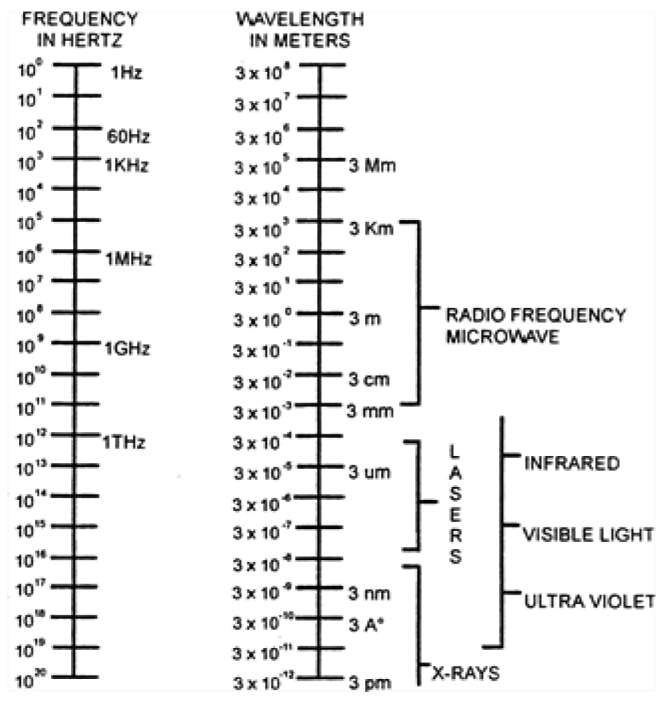 FREQUENCY
IN HERTZ
WAVELENGTH
IN METERS
10⁰ 1Hz 3 x 10⁸
10¹ 3 x 10⁷
10² 60Hz 3 x 10⁶
10³ 1KHz 3 x 10⁵ 3 Mm
10⁴ 3 x 10⁴
10⁵ 3 x 10³ 3 Km
10⁶ 1MHz 3 x 10²
10⁷ 3 x 10¹
10⁸ 3 x 10⁰ 3 m
RADIO FREQUENCY
MICROWAVE
10⁹ 1GHz 3 x 10⁻¹
10¹⁰ 3 x 10⁻² 3 cm
10¹¹ 3 x 10⁻³ 3 mm
10¹² 1THz 3 x 10⁻⁴
10¹³ 3 x 10⁻⁵ 3 um
10¹⁴ 3 x 10⁻⁶
10¹⁵ 3 x 10⁻⁷
10¹⁶ 3 x 10⁻⁸
10¹⁷ 3 x 10⁻⁹ 3 nm
10¹⁸ 3 x 10⁻¹⁰ 3 A°
10¹⁹ 3 x 10⁻¹¹
10²⁰ 3 x 10⁻¹² 3 pm
LASERS
INFRARED
VISIBLE LIGHT
ULTRA VIOLET
X-RAYS